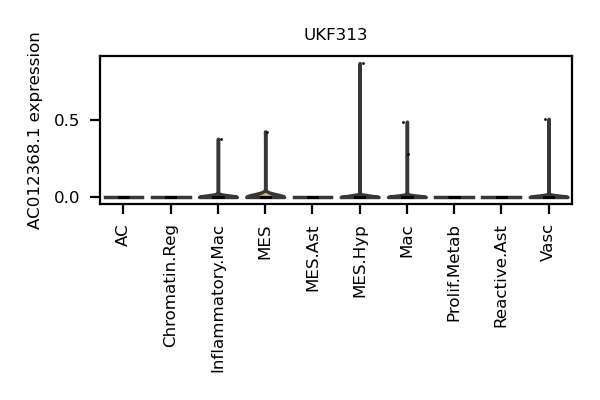 UKF313
AC012368.1 expression
0.5
0.0
AC
Chromatin.Reg
Inflammatory.Mac
MES
MES.Ast
MES.Hyp
Mac
Prolif.Metab
Reactive.Ast
Vasc